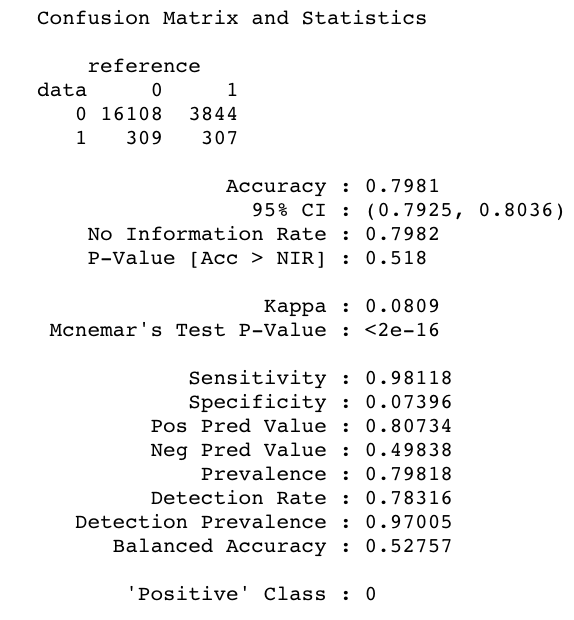 Confusion Matrix and Statistics
reference
data 0 1
0 16108 3844
1 309 307
Accuracy : 0.7981
95% CI : (0.7925, 0.8036)
No Information Rate : 0.7982
P-Value [Acc > NIR] : 0.518
Kappa : 0.0809
Mcnemar's Test P-Value : <2e-16
Sensitivity : 0.98118
Specificity : 0.07396
Pos Pred Value : 0.80734
Neg Pred Value : 0.49838
Prevalence : 0.79818
Detection Rate : 0.78316
Detection Prevalence : 0.97005
Balanced Accuracy : 0.52757
'Positive' Class : 0